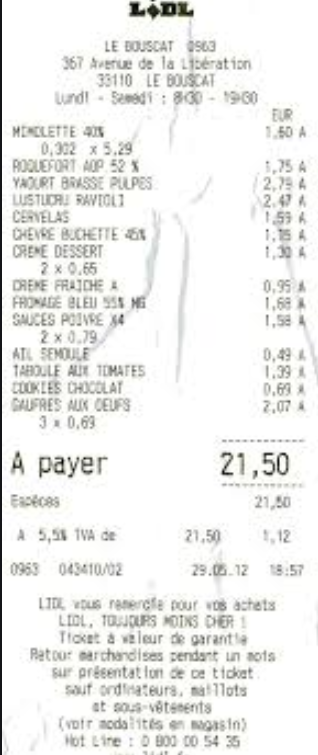 LIDL
LE BOUSCAT 0963
367 Avenue de la Libération
33110 LE BOUSCAT
Lundi - Samedi : 8H30 - 19H30
EUR
MIMOLETTE 40% 1,60 A
0,302 x 5,29
ROQUEFORT AOP 52 % 1,75 A
YAOURT BRASSE PULPES 2,79 A
LUSTUCRU RAVIOLI 2,47 A
CERVELAS 1,59 A
CHEVRE BUCHETTE 45% A
CREME DESSERT 1,30 A
2 x 0,65
CREME FRAICHE A 0,95 A
FROMAGE BLEU 55% MG 1,68 A
SAUCES POIVRE X4 1,58 A
2 x 0,79
AIL SEMOULE 0,49 A
TABOULE AUX TOMATES 1,39 A
COOKIES CHOCOLAT 0,69 A
GAUFRES AUX OEUFS 2,07 A
3 x 0,69
A payer 21,50
Espèces 21,50
A 5,5% TVA de 21,50 1,12
0963 043410/02 29.05.12 18:57
LIDL vous remercie pour vos achats
LIDL, TOUJOURS MOINS CHER !
Ticket à valeur de garantie
Retour marchandises pendant un mois
sur présentation de ce ticket
sauf ordinateurs, maillots
et sous-vêtements
(voir modalités en magasin)
Hot Line : 0 800 00 54 35